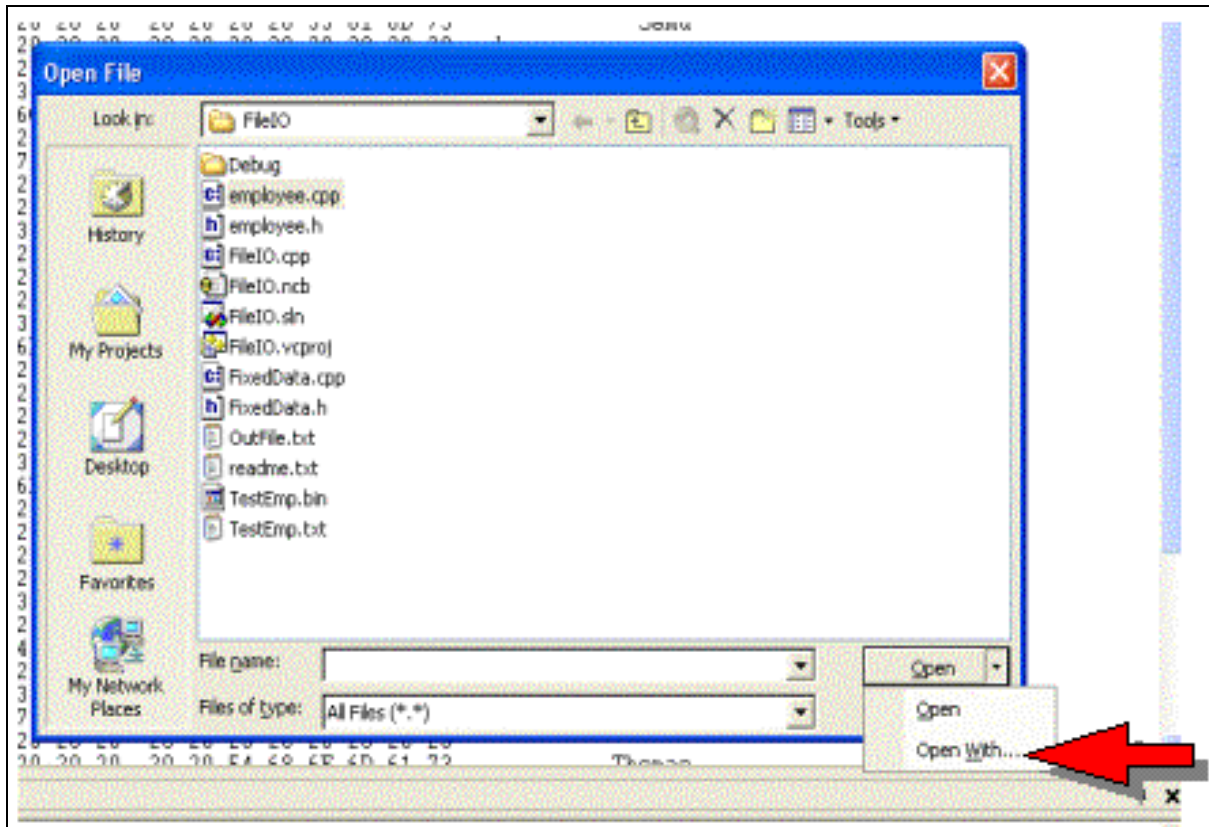 Open File
Look in:
FileIO
Tools
Debug
employee.cpp
employee.h
FileIO.cpp
FileIO.ncb
FileIO.sln
FileIO.vcproj
FixedData.cpp
FixedData.h
OutFile.txt
readme.txt
TestEmp.bin
TestEmp.txt
History
My Projects
Desktop
Favorites
My Network
Places
File name:
Open
Files of type:
All Files (*.*)
Open
Open With...